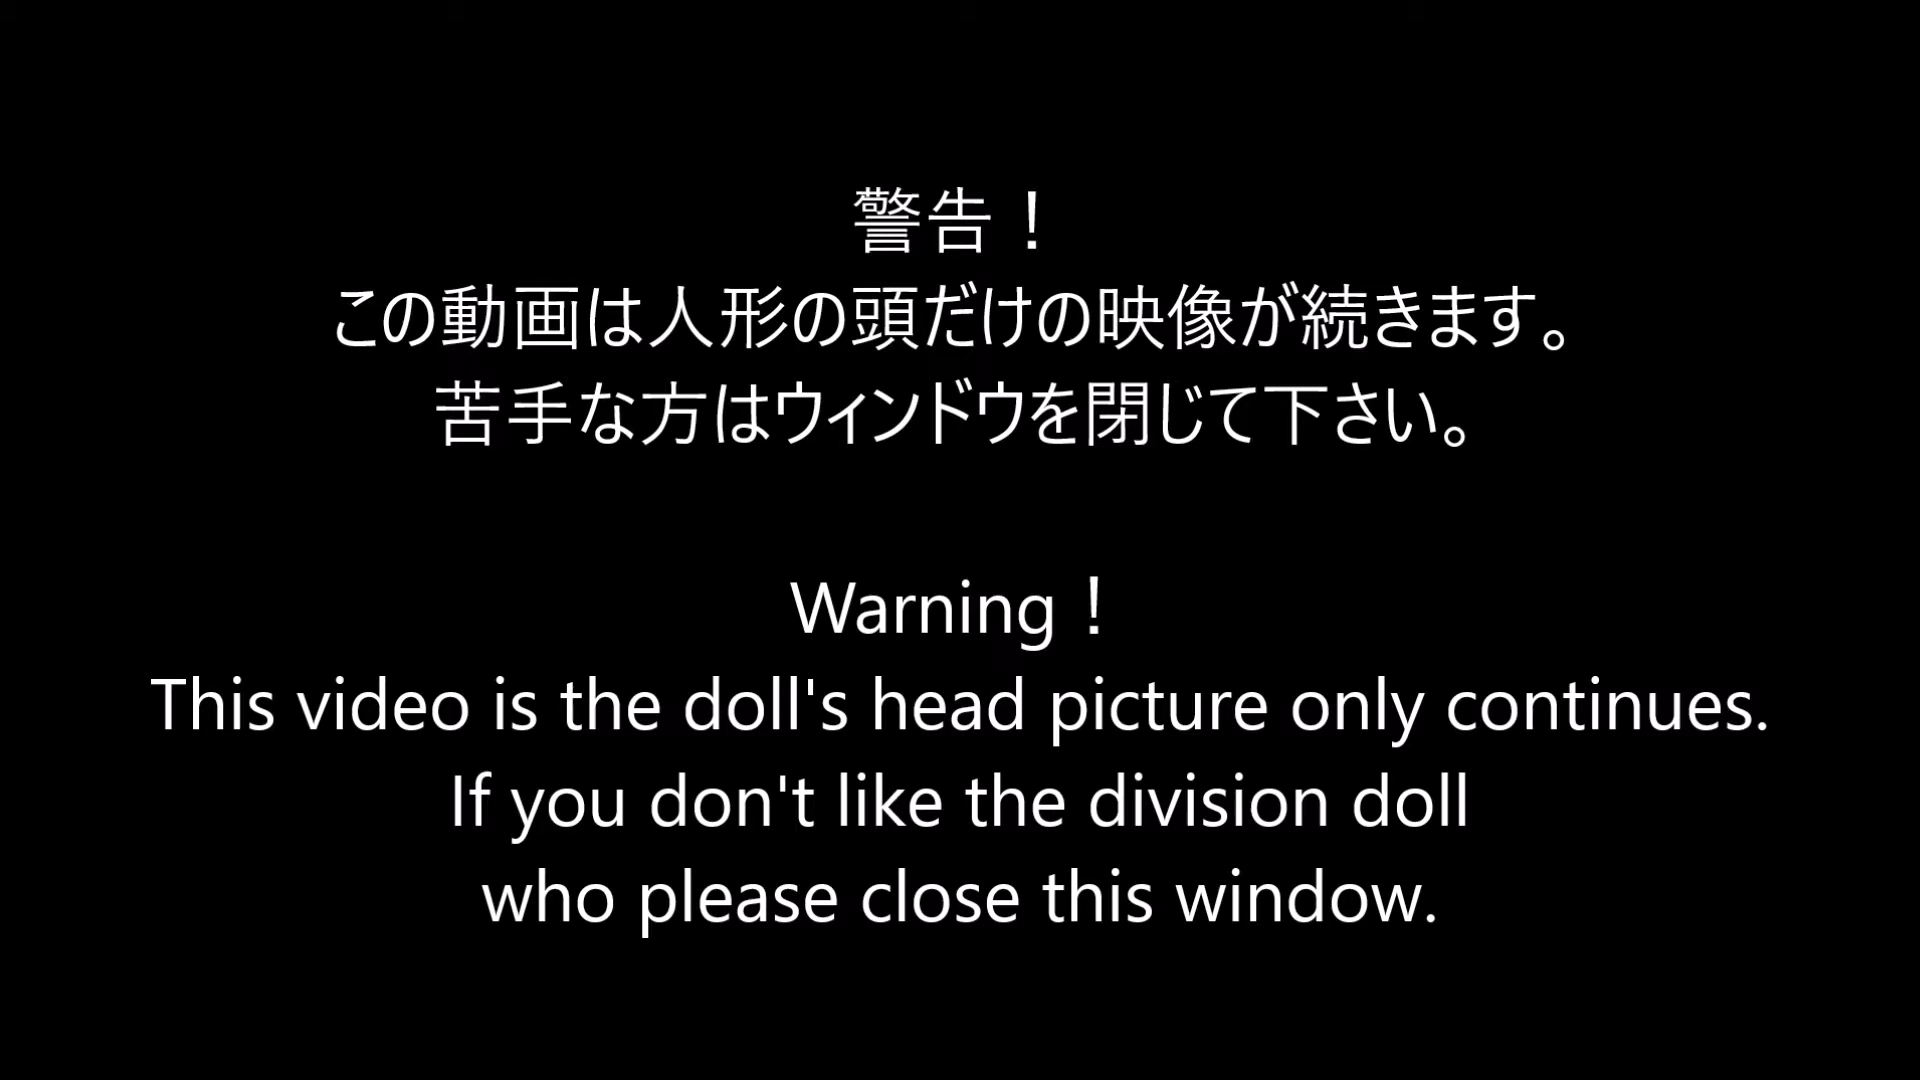 警告！
この動画は人形の頭だけの映像が続きます。
苦手な方はウィンドウを閉じて下さい。
Warning！
This video is the doll's head picture only continues.
If you don't like the division doll
who please close this window.